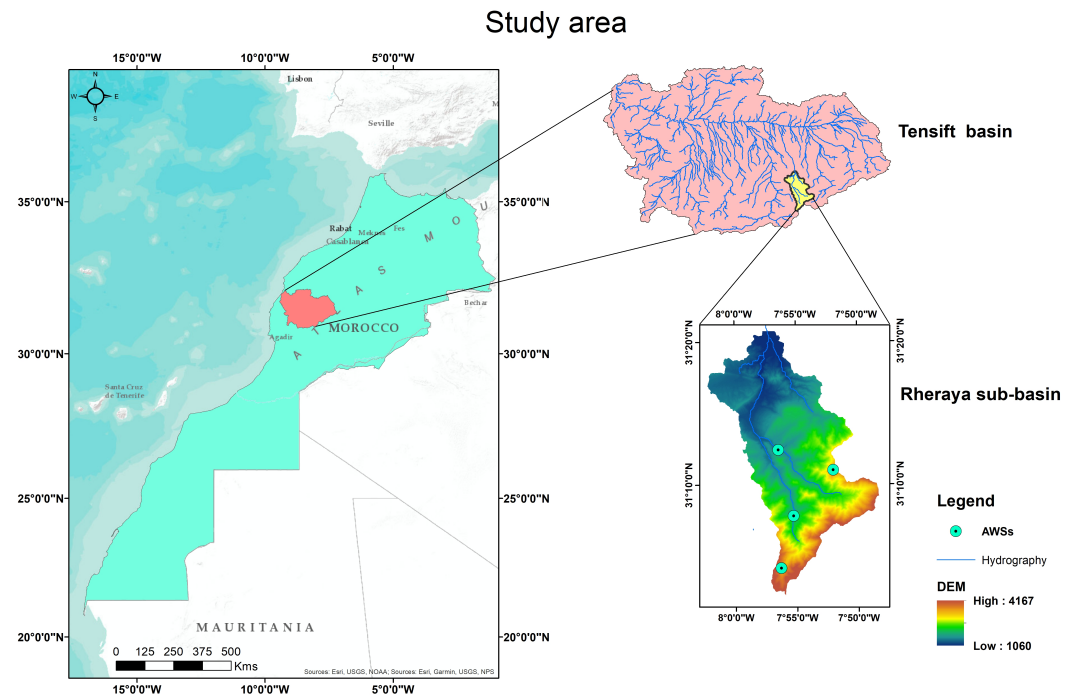 Study area
15°0'0"W
10°0'0"W
5°0'0"W
N
W
E
S
Lisbon
M
Seville
Tensift basin
35°0'0"N
35°0'0"N
ATLAS MOU
Rabat
Meknes
Fes
Casablanca
Bechar
MOROCCO
Agadir
30°0'0"N
30°0'0"N
Santa Cruz
de Tenerife
8°0'0"W
7°55'0"W
7°50'0"W
31°20'0"N
31°20'0"N
Rheraya sub-basin
31°10'0"N
31°10'0"N
25°0'0"N
25°0'0"N
Legend
AWSs
Hydrography
DEM
High : 4167
Low : 1060
8°0'0"W
7°55'0"W
7°50'0"W
20°0'0"N
20°0'0"N
MAURITANIA
0
125
250
375
500
Kms
Sources: Esri, USGS, NOAA; Sources: Esri, Garmin, USGS, NPS
15°0'0"W
10°0'0"W
5°0'0"W